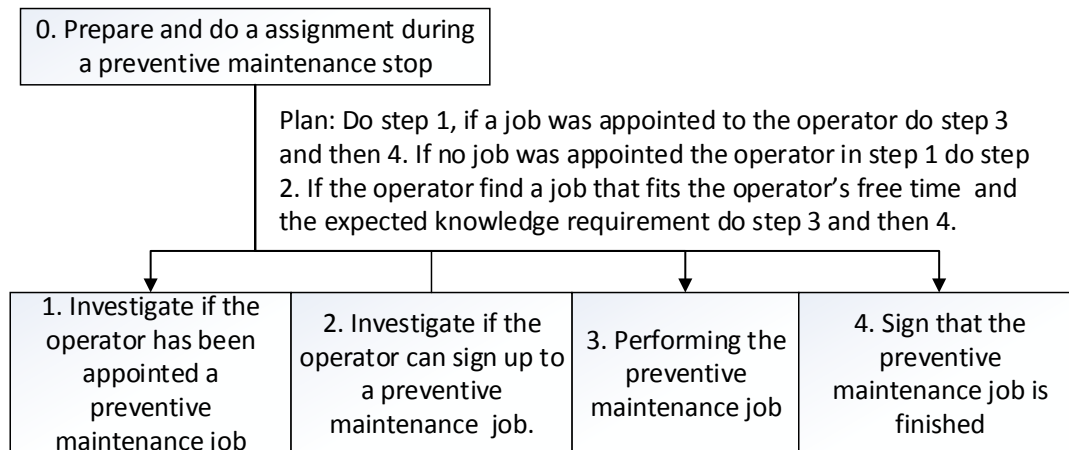 0. Prepare and do a assignment during
a preventive maintenance stop
Plan: Do step 1, if a job was appointed to the operator do step 3
and then 4. If no job was appointed the operator in step 1 do step
2. If the operator find a job that fits the operator’s free time and
the expected knowledge requirement do step 3 and then 4.
1. Investigate if the
operator has been
appointed a
preventive
maintenance job
2. Investigate if the
operator can sign up to
a preventive
maintenance job.
3. Performing the
preventive
maintenance job
4. Sign that the
preventive
maintenance job is
finished